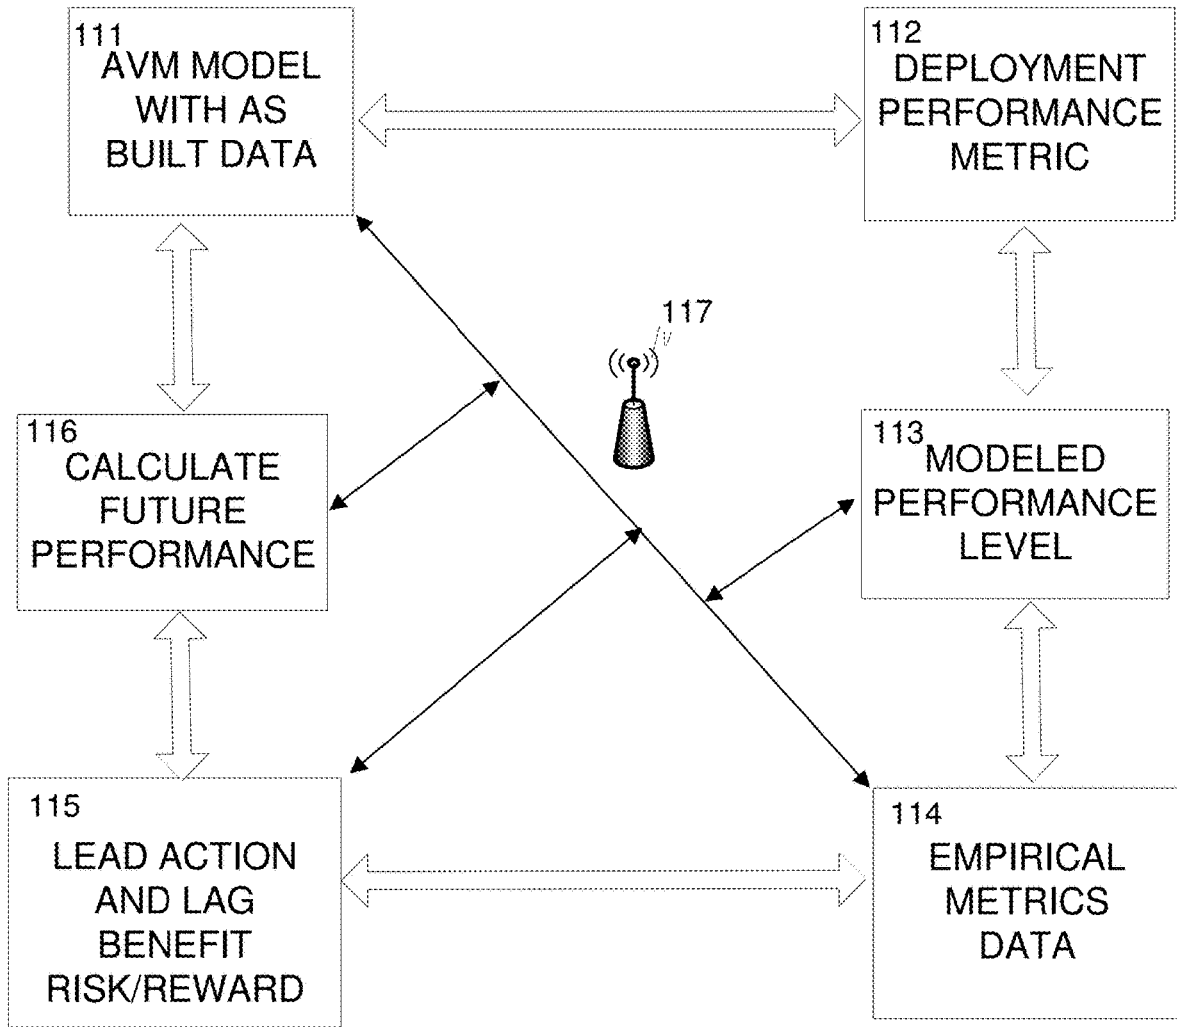 111
AVM MODEL
WITH AS
BUILT DATA
112
DEPLOYMENT
PERFORMANCE
METRIC
117
116
CALCULATE
FUTURE
PERFORMANCE
113
MODELED
PERFORMANCE
LEVEL
115
LEAD ACTION
AND LAG
BENEFIT
RISK/REWARD
114
EMPIRICAL
METRICS
DATA